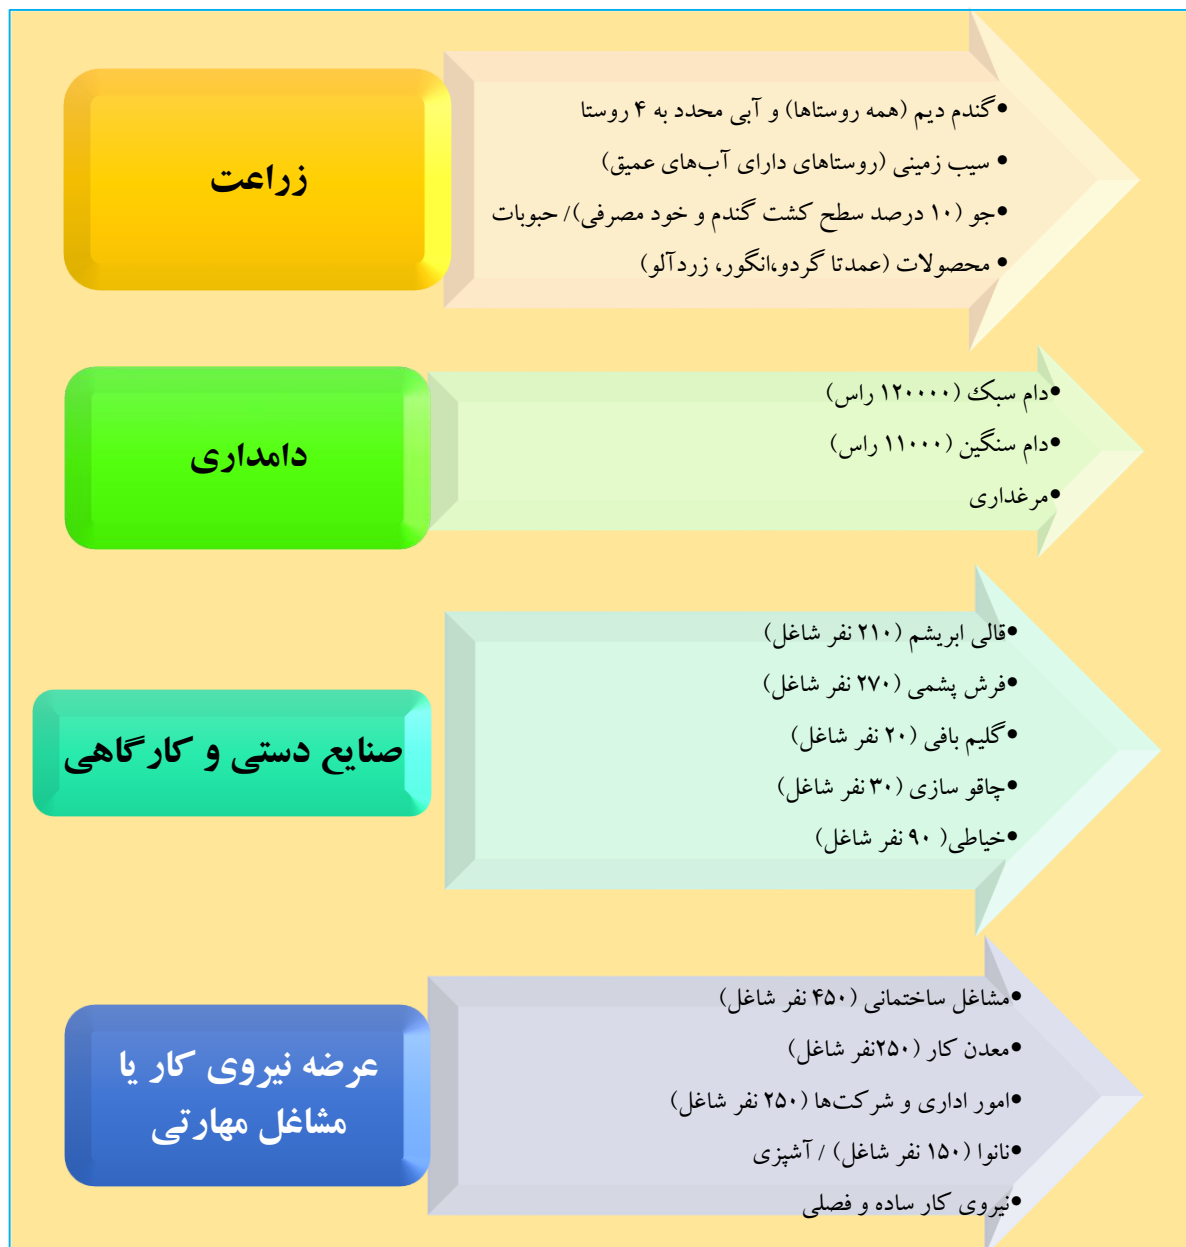 زراعت
•گندم دیم (همه روستاها) و آبی محدد به ۴ روستا
• سیب زمینی (روستاهای دارای آب‌های عمیق)
•جو (۱۰ درصد سطح کشت گندم و خود مصرفی)/ حبوبات
• محصولات (عمدتا گردو،انگور، زردآلو)
دامداری
•دام سبک (۱۲۰۰۰۰ راس)
•دام سنگین (۱۱۰۰۰ راس)
•مرغداری
صنایع دستی و کارگاهی
•قالی ابریشم (۲۱۰ نفر شاغل)
•فرش پشمی (۲۷۰ نفر شاغل)
•گلیم بافی (۲۰ نفر شاغل)
•چاقو سازی (۳۰ نفر شاغل)
•خیاطی( ۹۰ نفر شاغل)
عرضه نیروی کار یا
مشاغل مهارتی
•مشاغل ساختمانی (۴۵۰ نفر شاغل)
•معدن کار (۲۵۰نفر شاغل)
•امور اداری و شرکت‌ها (۲۵۰ نفر شاغل)
•نانوا (۱۵۰ نفر شاغل) / آشپزی
•نیروی کار ساده و فصلی